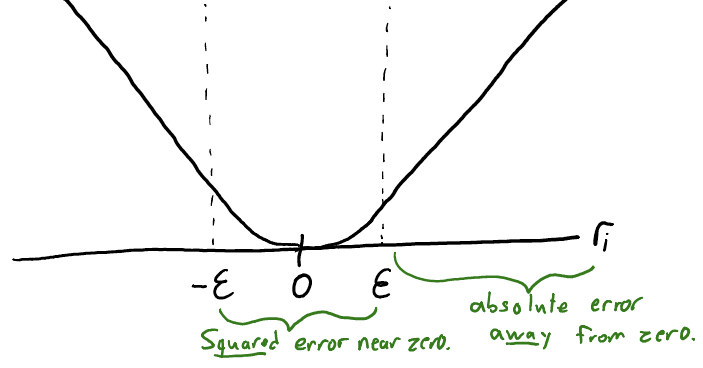 rᵢ
-ε 0 ε
Squared error near zero.
absolute error
away from zero.